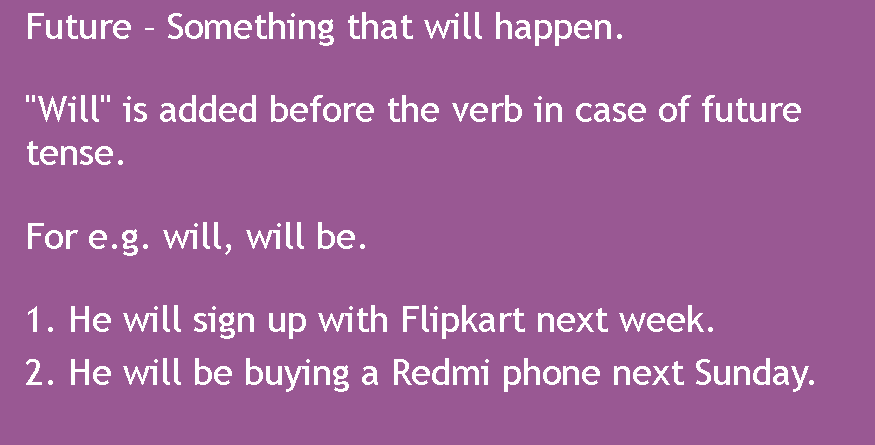 Future – Something that will happen.
"Will" is added before the verb in case of future
tense.
For e.g. will, will be.
1. He will sign up with Flipkart next week.
2. He will be buying a Redmi phone next Sunday.